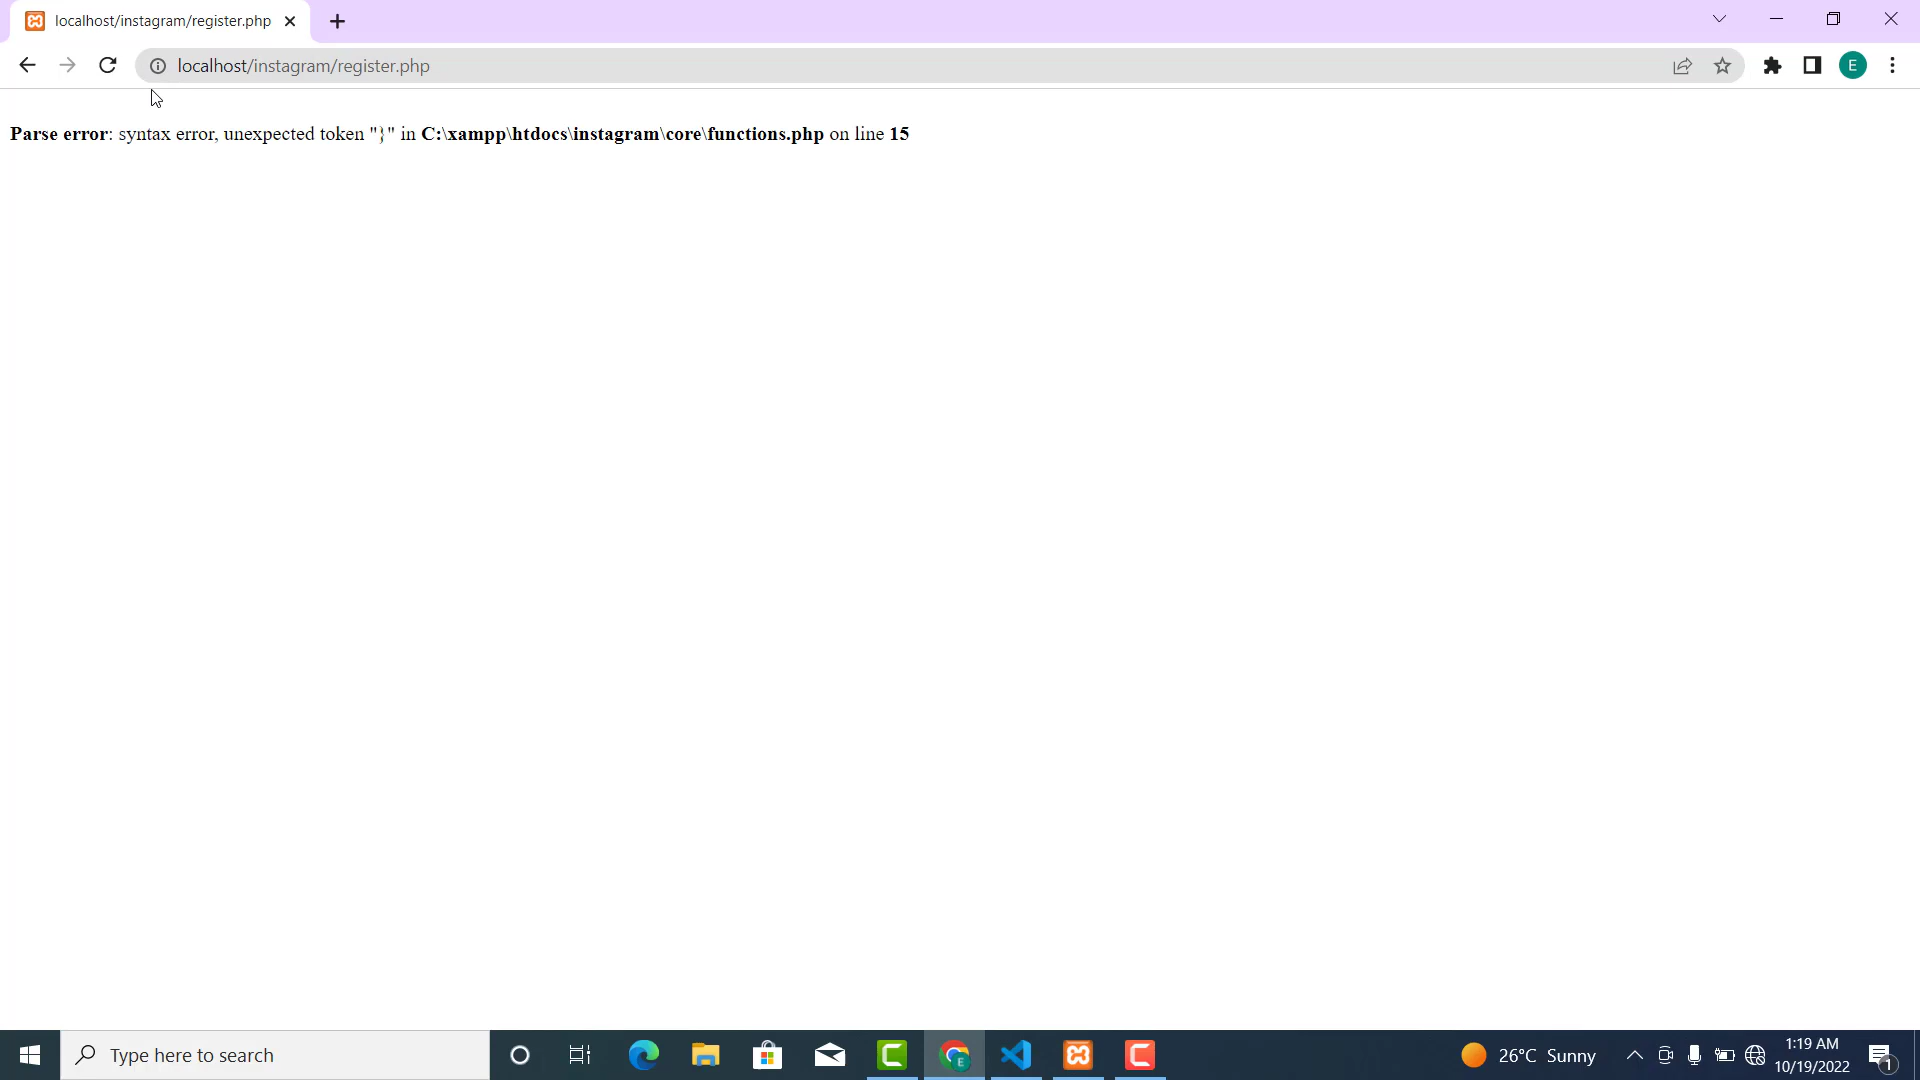 localhost/instagram/register.php
localhost/instagram/register.php
E
Parse error: syntax error, unexpected token "}" in C:\xampp\htdocs\instagram\core\functions.php on line 15
Type here to search
E
26°C Sunny
1:19 AM
10/19/2022
1